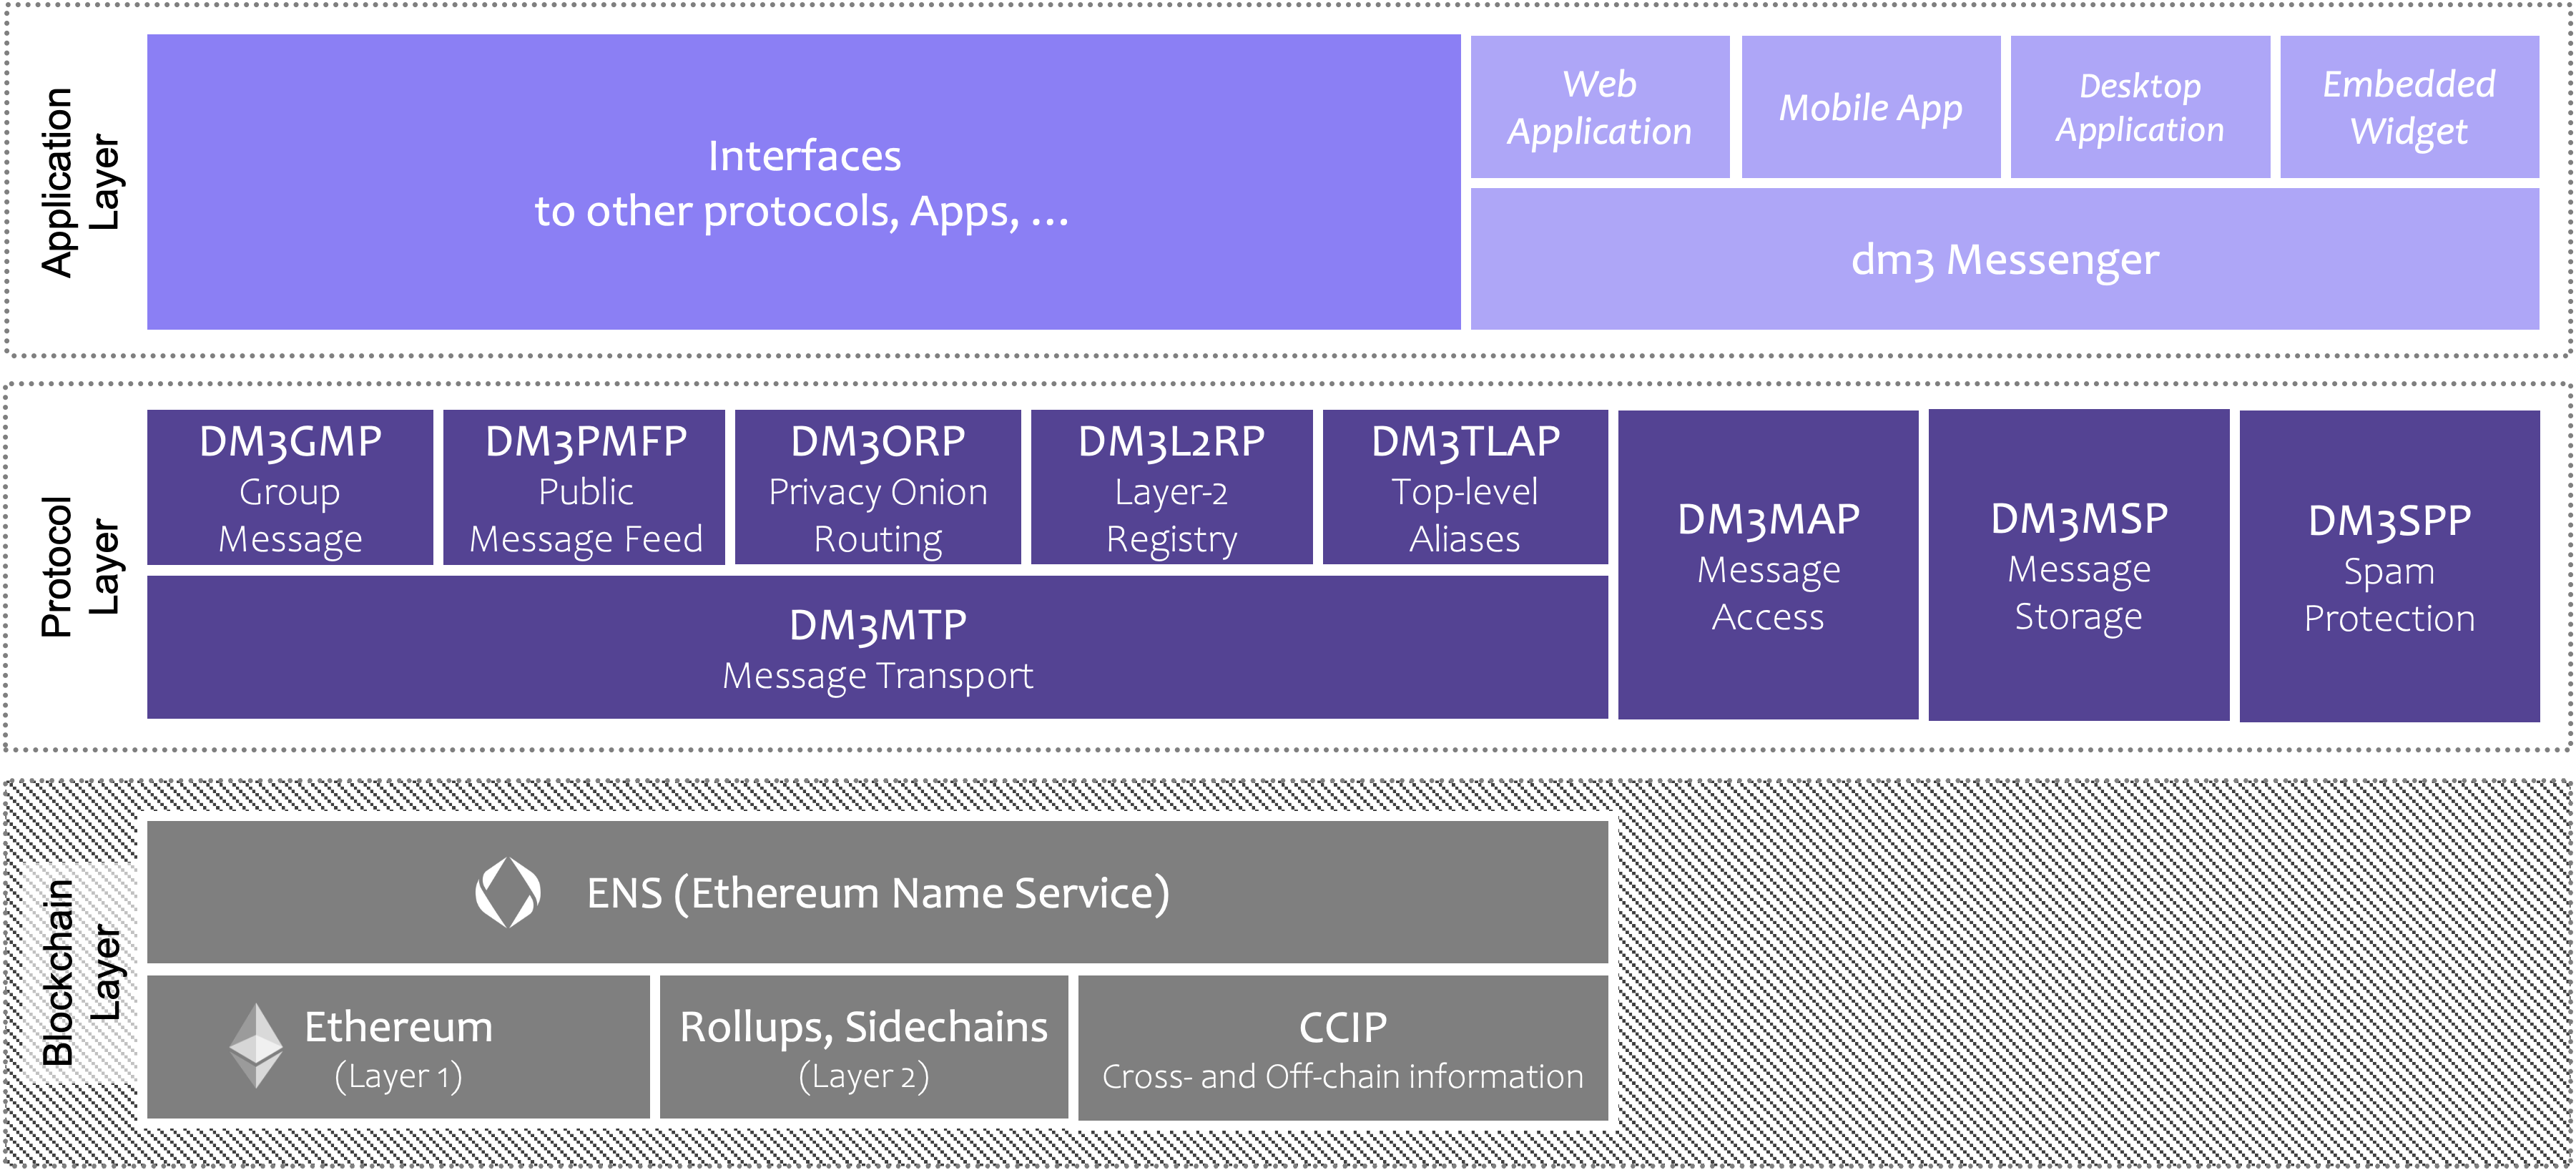 Application
Layer
Interfaces
to other protocols, Apps, ...
Web
Application
Mobile App
Desktop
Application
Embedded
Widget
dm3 Messenger
Protocol
Layer
DM3GMP
Group
Message
DM3PMFP
Public
Message Feed
DM3ORP
Privacy Onion
Routing
DM3L2RP
Layer-2
Registry
DM3TLAP
Top-level
Aliases
DM3MTP
Message Transport
DM3MAP
Message
Access
DM3MSP
Message
Storage
DM3SPP
Spam
Protection
Blockchain
Layer
ENS (Ethereum Name Service)
Ethereum
(Layer 1)
Rollups, Sidechains
(Layer 2)
CCIP
Cross- and Off-chain information